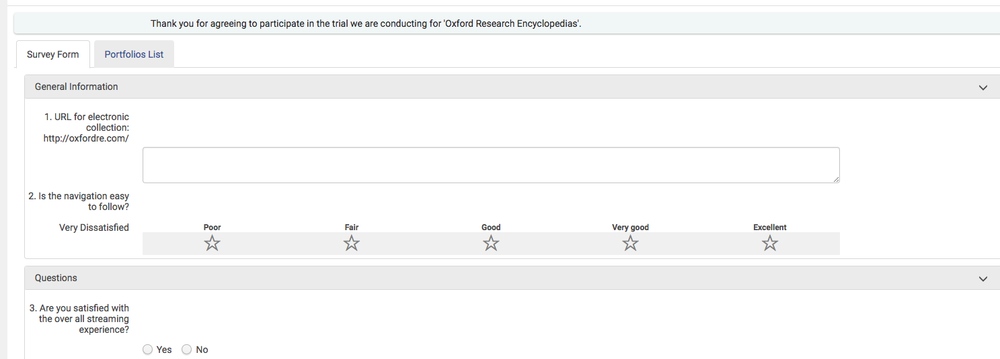 Thank you for agreeing to participate in the trial we are conducting for 'Oxford Research Encyclopedias'.
Survey Form
Portfolios List
General Information
1. URL for electronic
collection:
http://oxfordre.com/
2. Is the navigation easy
to follow?
Very Dissatisfied
Poor
Fair
Good
Very good
Excellent
Questions
3. Are you satisfied with
the over all streaming
experience?
Yes
No